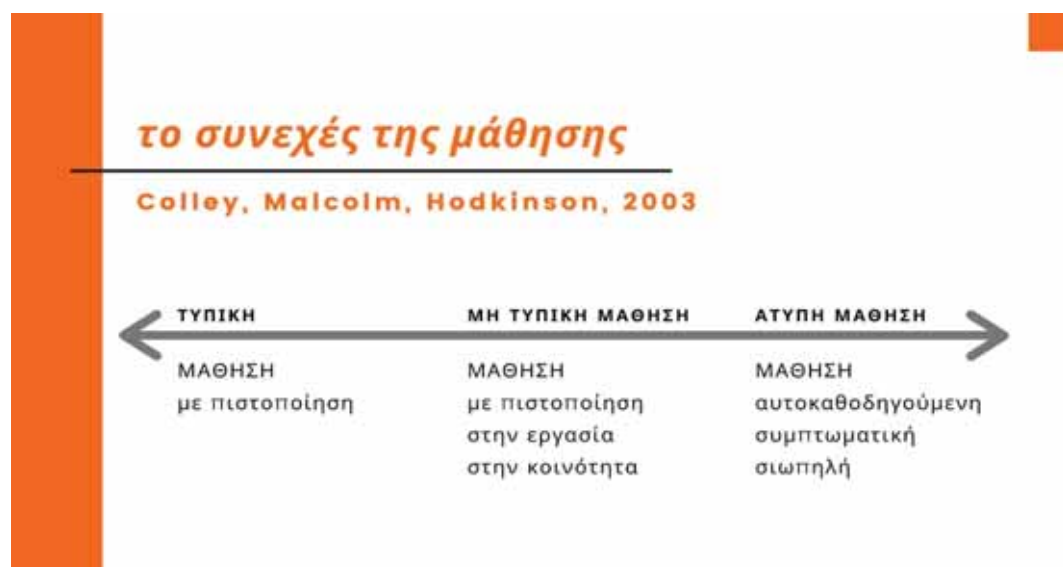 το συνεχές της μάθησης
Colley, Malcolm, Hodkinson, 2003
ΤΥΠΙΚΗ
ΜΑΘΗΣΗ
με πιστοποίηση
ΜΗ ΤΥΠΙΚΗ ΜΑΘΗΣΗ
ΜΑΘΗΣΗ
με πιστοποίηση
στην εργασία
στην κοινότητα
ΑΤΥΠΗ ΜΑΘΗΣΗ
ΜΑΘΗΣΗ
αυτοκαθοδηγούμενη
συμπτωματική
σιωπηλή